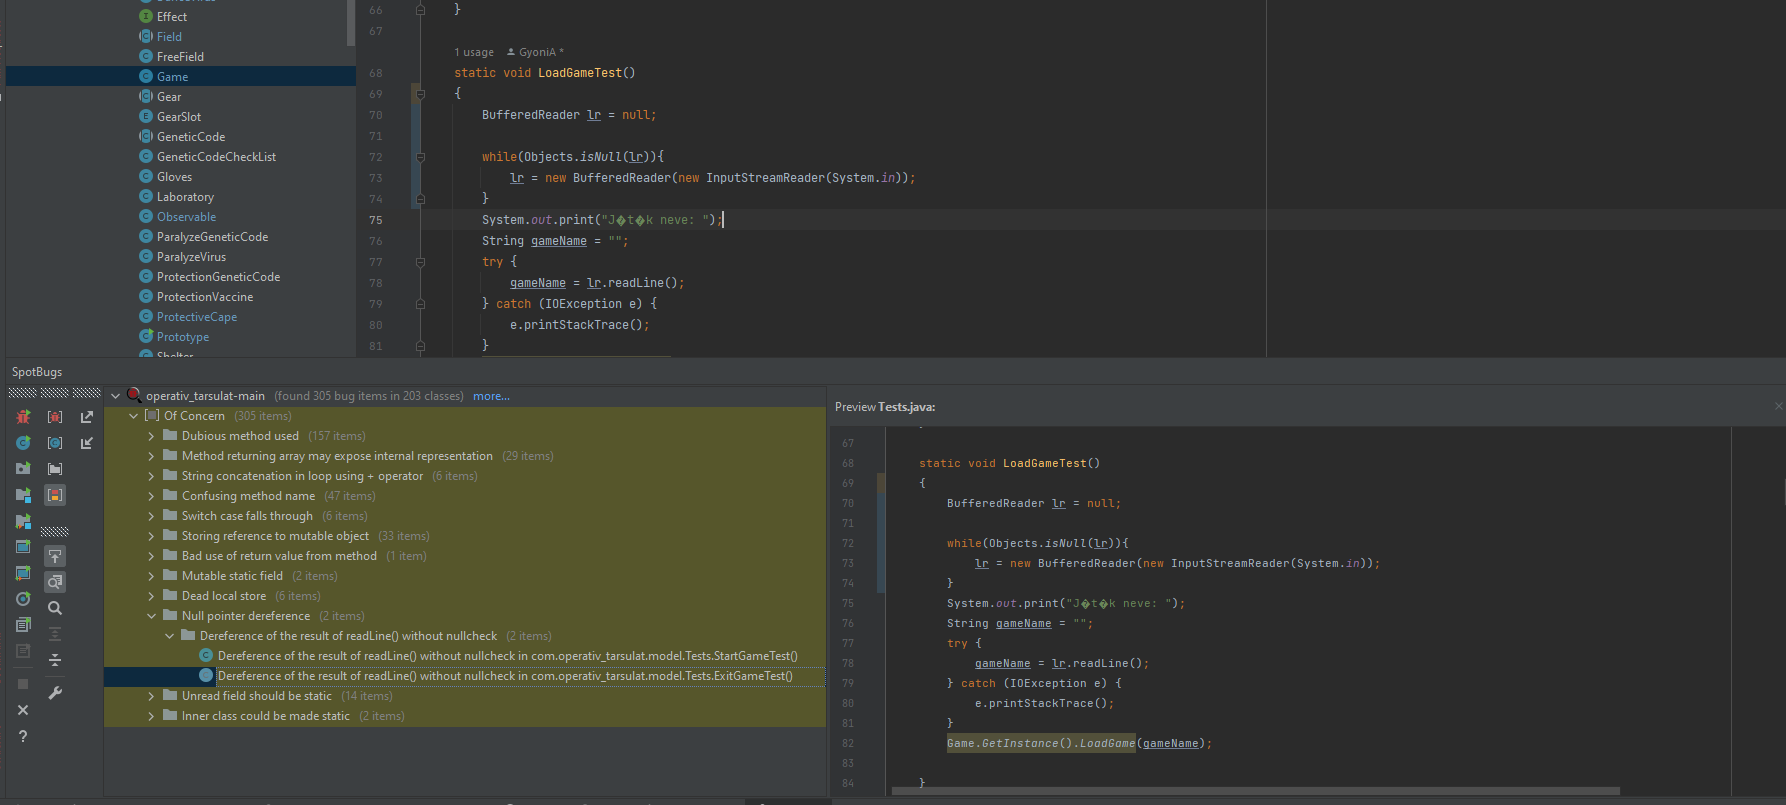 Effect
Field
FreeField
Game
Gear
GearSlot
GeneticCode
GeneticCodeCheckList
Gloves
Laboratory
Observable
ParalyzeGeneticCode
ParalyzeVirus
ProtectionGeneticCode
ProtectionVaccine
ProtectiveCape
Prototype
Shelter
66 }
67
1 usage GyoniA *
68 static void LoadGameTest()
69 {
70 BufferedReader lr = null;
71
72 while(Objects.isNull(lr)){
73 lr = new BufferedReader(new InputStreamReader(System.in));
74 }
75 System.out.print("J�t�k neve: ");
76 String gameName = "";
77 try {
78 gameName = lr.readLine();
79 } catch (IOException e) {
80 e.printStackTrace();
81 }
SpotBugs
operativ_tarsulat-main (found 305 bug items in 203 classes) more...
Of Concern (305 items)
Dubious method used (157 items)
Method returning array may expose internal representation (29 items)
String concatenation in loop using + operator (6 items)
Confusing method name (47 items)
Switch case falls through (6 items)
Storing reference to mutable object (33 items)
Bad use of return value from method (1 item)
Mutable static field (2 items)
Dead local store (6 items)
Null pointer dereference (2 items)
Dereference of the result of readLine() without nullcheck (2 items)
Dereference of the result of readLine() without nullcheck in com.operativ_tarsulat.model.Tests.StartGameTest()
Dereference of the result of readLine() without nullcheck in com.operativ_tarsulat.model.Tests.ExitGameTest()
Unread field should be static (14 items)
Inner class could be made static (2 items)
Preview Tests.java:
67
68 static void LoadGameTest()
69 {
70 BufferedReader lr = null;
71
72 while(Objects.isNull(lr)){
73 lr = new BufferedReader(new InputStreamReader(System.in));
74 }
75 System.out.print("J�t�k neve: ");
76 String gameName = "";
77 try {
78 gameName = lr.readLine();
79 } catch (IOException e) {
80 e.printStackTrace();
81 }
82 Game.GetInstance().LoadGame(gameName);
83
84 }